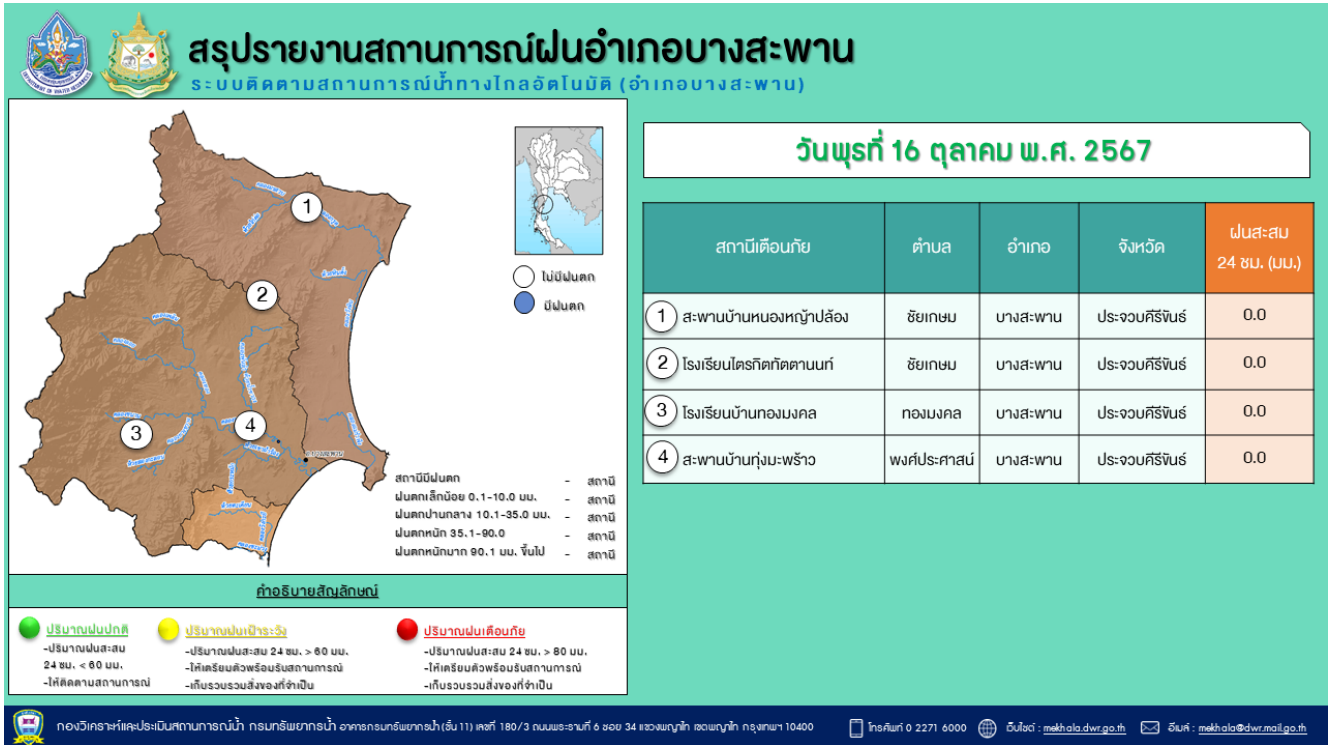 สรุปรายงานสถานการณ์ฝนอำเภอบางสะพาน
ระบบติดตามสถานการณ์น้ำทางไกลอัตโนมัติ (อำเภอบางสะพาน)
วันพุธที่ 16 ตุลาคม พ.ศ. 2567
ไม่มีฝนตก
มีฝนตก
1
2
3
4
สถานีมีฝนตก - สถานี
ฝนตกเล็กน้อย 0.1-10.0 มม. - สถานี
ฝนตกปานกลาง 10.1-35.0 มม. - สถานี
ฝนตกหนัก 35.1-90.0 - สถานี
ฝนตกหนักมาก 90.1 มม. ขึ้นไป - สถานี
สถานีเตือนภัย ตำบล อำเภอ จังหวัด ฝนสะสม
24 ชม. (มม.)
1 สะพานบ้านหนองหญ้าปล้อง ชัยเกษม บางสะพาน ประจวบคีรีขันธ์ 0.0
2 โรงเรียนไตรกิตทัตตานนท์ ชัยเกษม บางสะพาน ประจวบคีรีขันธ์ 0.0
3 โรงเรียนบ้านทองมงคล ทองมงคล บางสะพาน ประจวบคีรีขันธ์ 0.0
4 สะพานบ้านทุ่งมะพร้าว พงศ์ประศาสน์ บางสะพาน ประจวบคีรีขันธ์ 0.0
คำอธิบายสัญลักษณ์
ปริมาณฝนปกติ
-ปริมาณฝนสะสม
24 ชม. < 60 มม.
-ให้ติดตามสถานการณ์
ปริมาณฝนเฝ้าระวัง
-ปริมาณฝนสะสม 24 ชม. > 60 มม.
-ให้เตรียมตัวพร้อมรับสถานการณ์
-เก็บรวบรวมสิ่งของที่จำเป็น
ปริมาณฝนเตือนภัย
-ปริมาณฝนสะสม 24 ชม. > 80 มม.
-ให้เตรียมตัวพร้อมรับสถานการณ์
-เก็บรวบรวมสิ่งของที่จำเป็น
กองวิเคราะห์และประเมินสถานการณ์น้ำ กรมทรัพยากรน้ำ อาคารกรมทรัพยากรน้ำ (ชั้น 11) เลขที่ 180/3 ถนนพระรามที่ 6 ซอย 34 แขวงพญาไท เขตพญาไท กรุงเทพฯ 10400 โทรศัพท์ 0 2271 6000 เว็บไซต์ : mekhala.dwr.go.th อีเมล์ : mekhala@dwr.mail.go.th